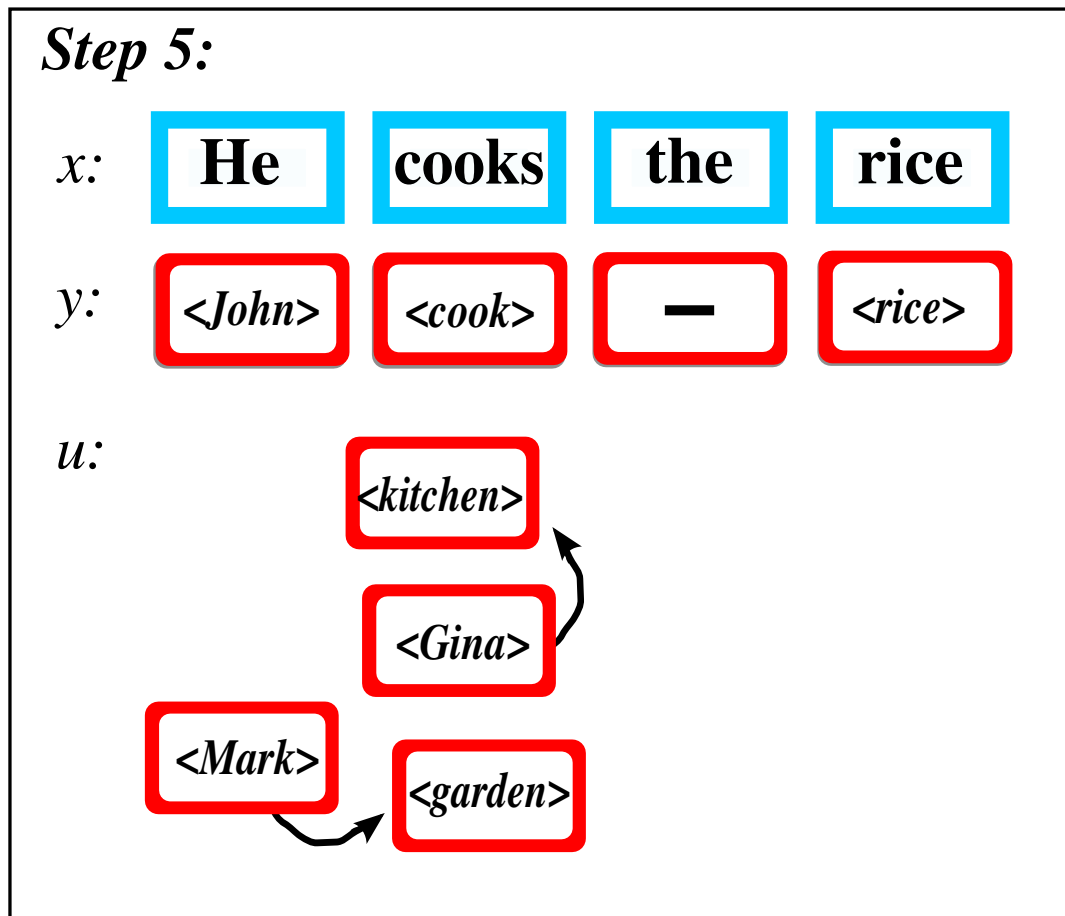 Step 5:
x: He cooks the rice
y: <John> <cook> – <rice>
u:
<kitchen>
<Gina>
<Mark>
<garden>